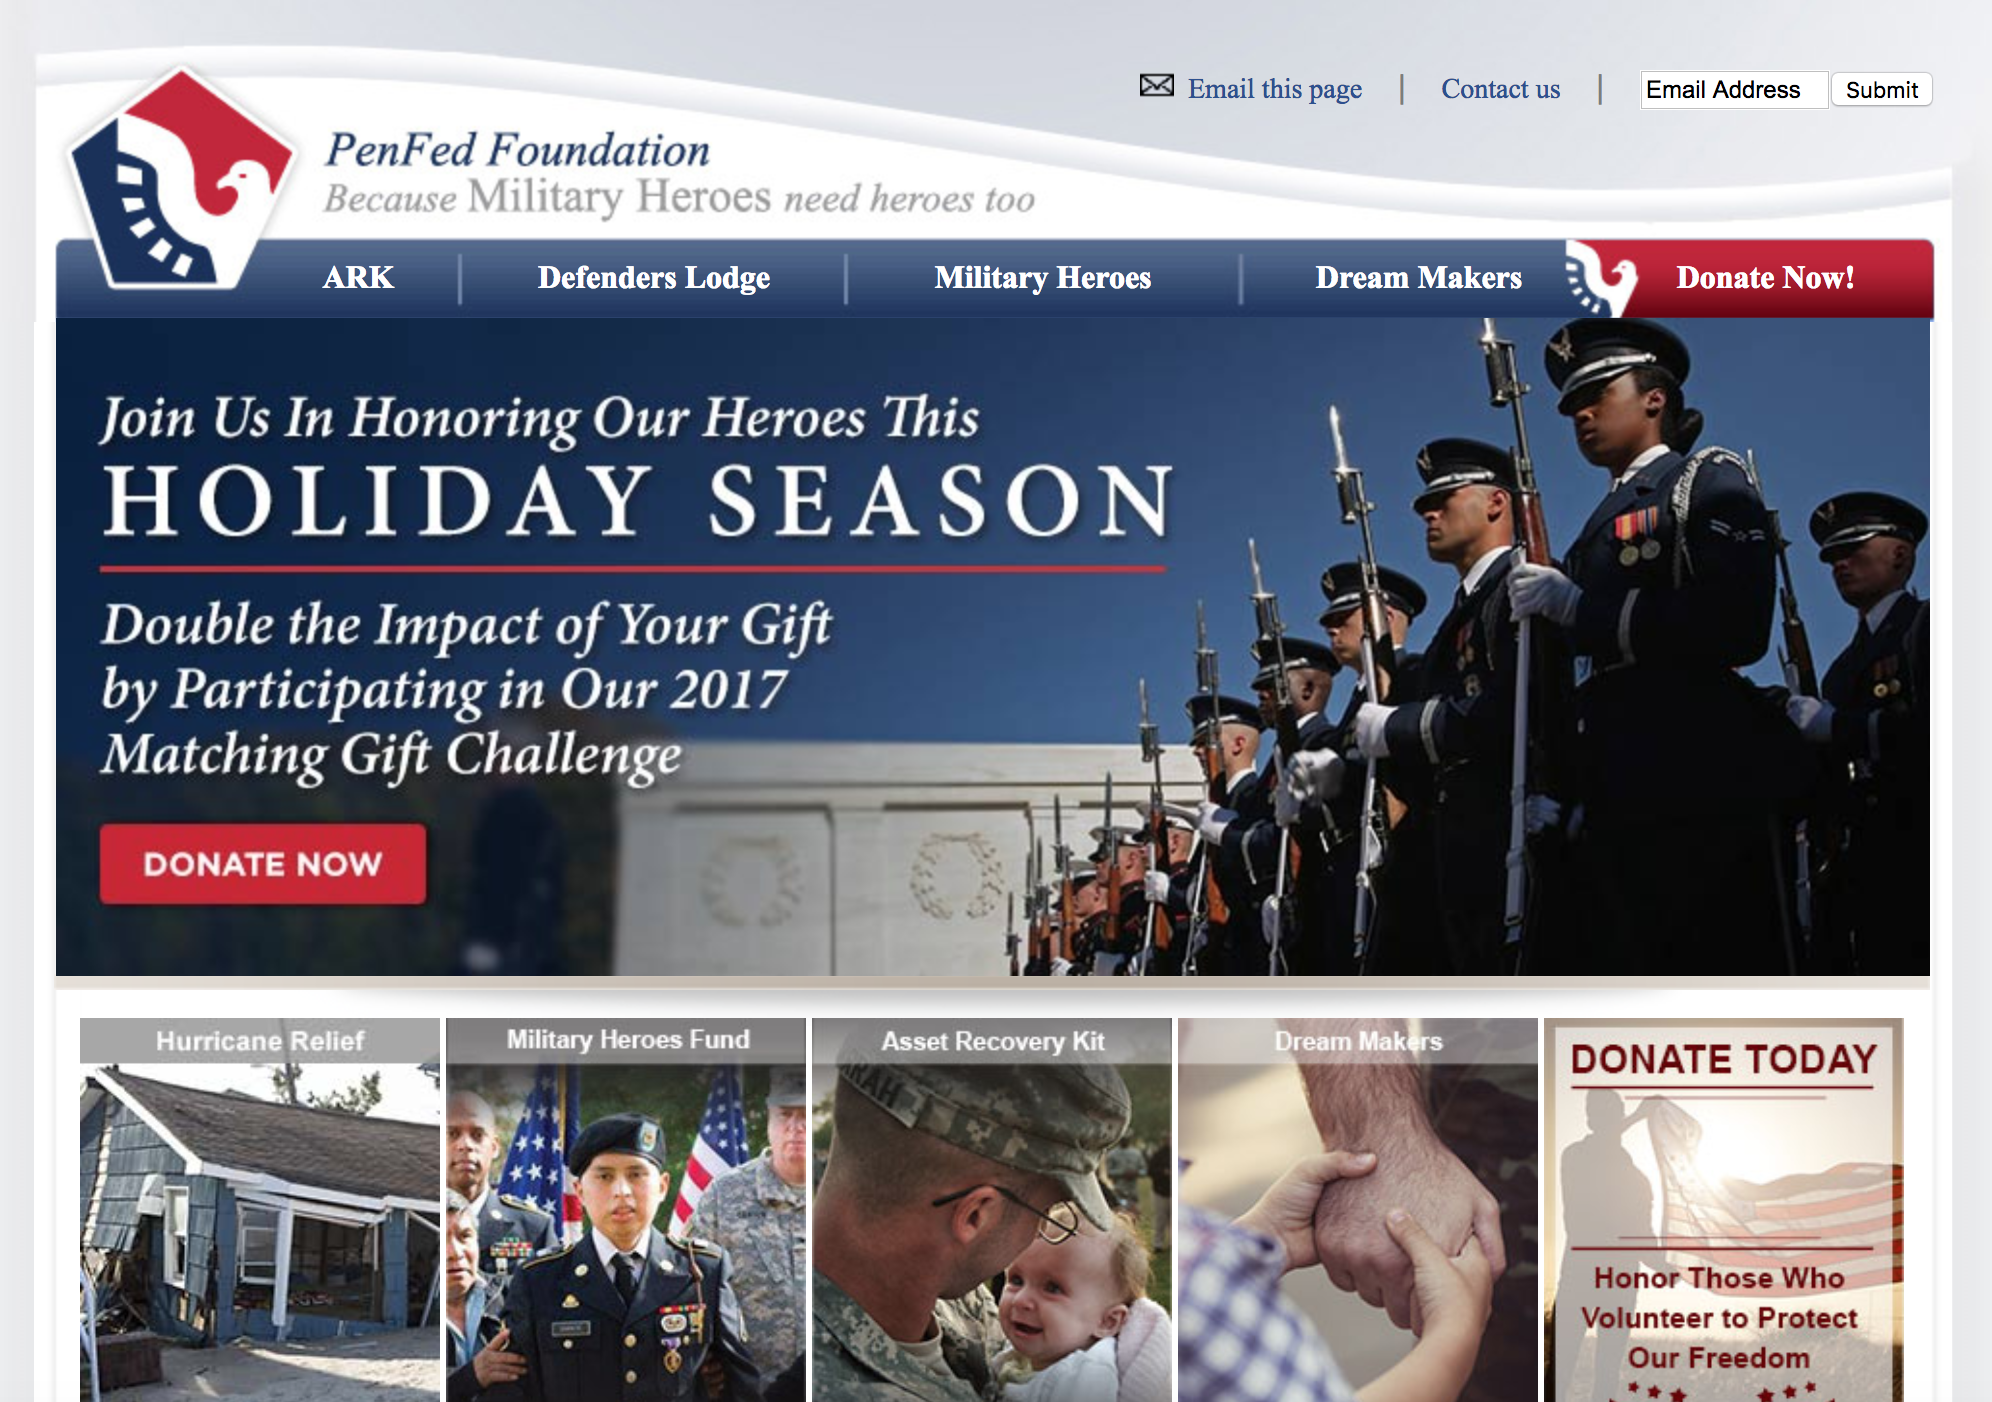 Email this page | Contact us | Email Address Submit
PenFed Foundation
Because Military Heroes need heroes too
ARK | Defenders Lodge | Military Heroes | Dream Makers Donate Now!
Join Us In Honoring Our Heroes This
HOLIDAY SEASON
Double the Impact of Your Gift
by Participating in Our 2017
Matching Gift Challenge
DONATE NOW
Hurricane Relief
Military Heroes Fund
Asset Recovery Kit
Dream Makers
DONATE TODAY
Honor Those Who
Volunteer to Protect
Our Freedom